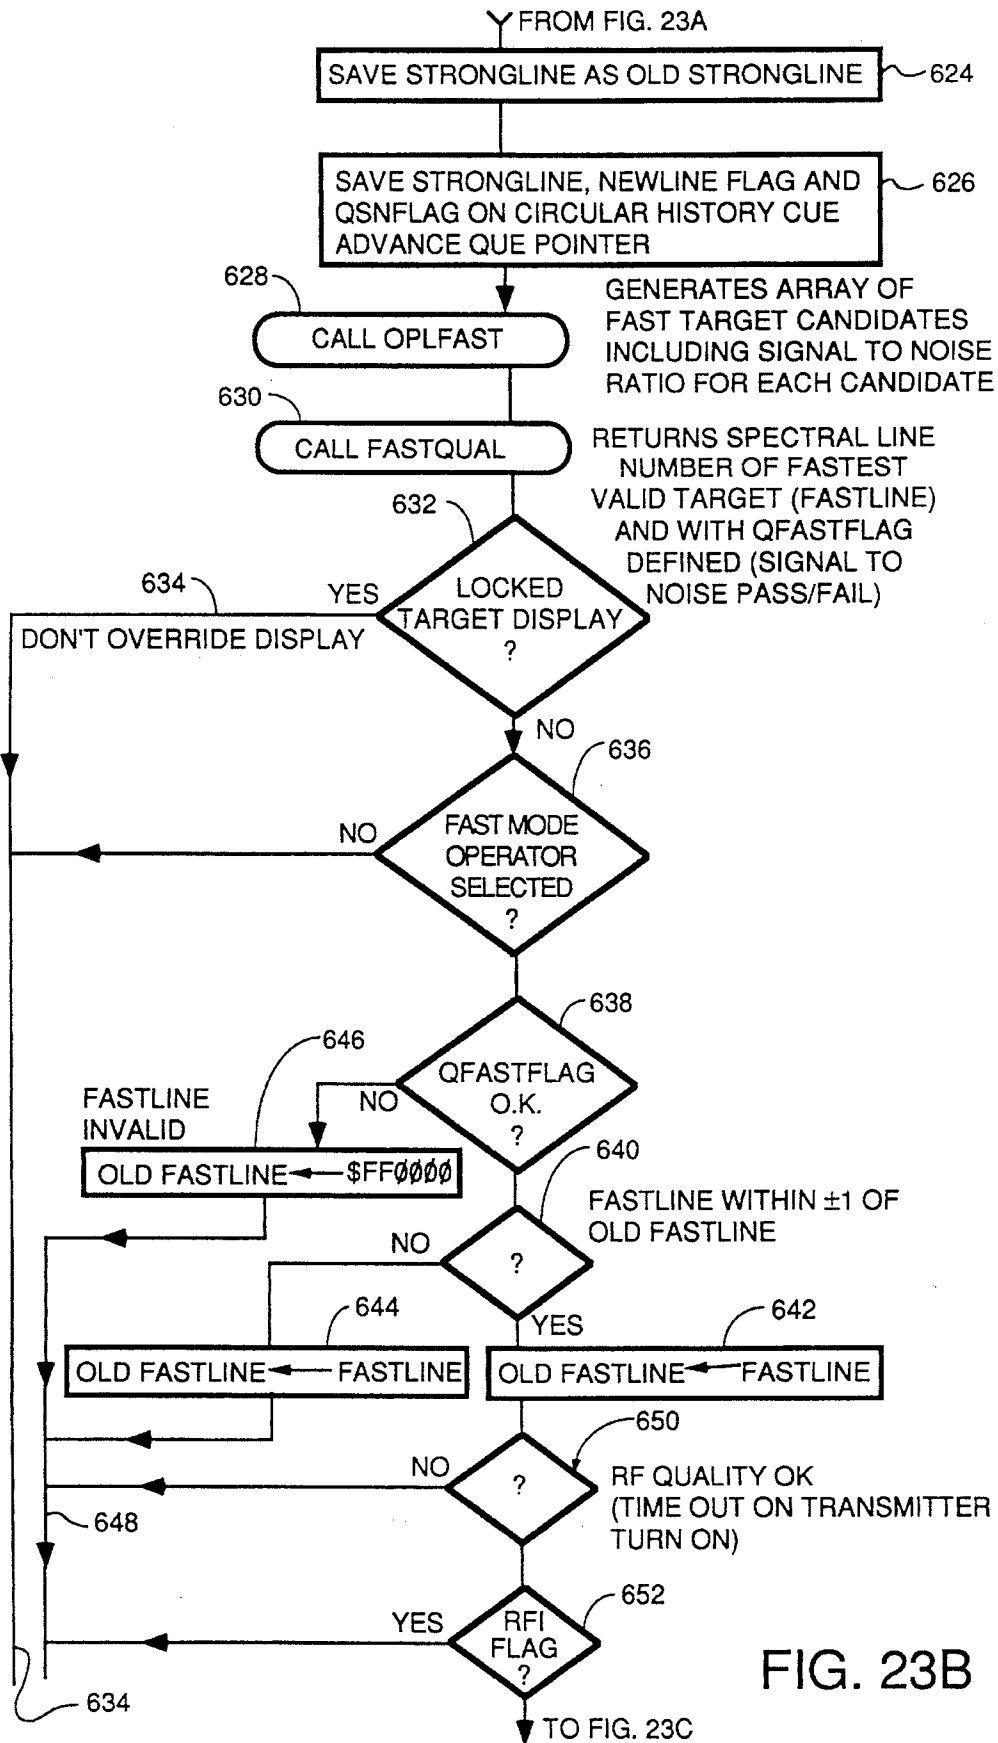 FROM FIG. 23A
SAVE STRONGLINE AS OLD STRONGLINE
624
SAVE STRONGLINE, NEWLINE FLAG AND
QSNFLAG ON CIRCULAR HISTORY CUE
ADVANCE QUE POINTER
626
628
CALL OPLFAST
GENERATES ARRAY OF
FAST TARGET CANDIDATES
INCLUDING SIGNAL TO NOISE
RATIO FOR EACH CANDIDATE
630
CALL FASTQUAL
RETURNS SPECTRAL LINE
NUMBER OF FASTEST
VALID TARGET (FASTLINE)
AND WITH QFASTFLAG
DEFINED (SIGNAL TO
NOISE PASS/FAIL)
632
LOCKED
TARGET DISPLAY
?
YES
634
DON'T OVERRIDE DISPLAY
NO
636
FAST MODE
OPERATOR
SELECTED
?
NO
638
QFASTFLAG
O.K.
?
NO
646
FASTLINE
INVALID
OLD FASTLINE ← $FF0000
640
FASTLINE WITHIN ±1 OF
OLD FASTLINE
?
NO
YES
644
OLD FASTLINE ← FASTLINE
642
OLD FASTLINE ← FASTLINE
650
?
NO
RF QUALITY OK
(TIME OUT ON TRANSMITTER
TURN ON)
648
652
RFI
FLAG
?
YES
634
FIG. 23B
TO FIG. 23C